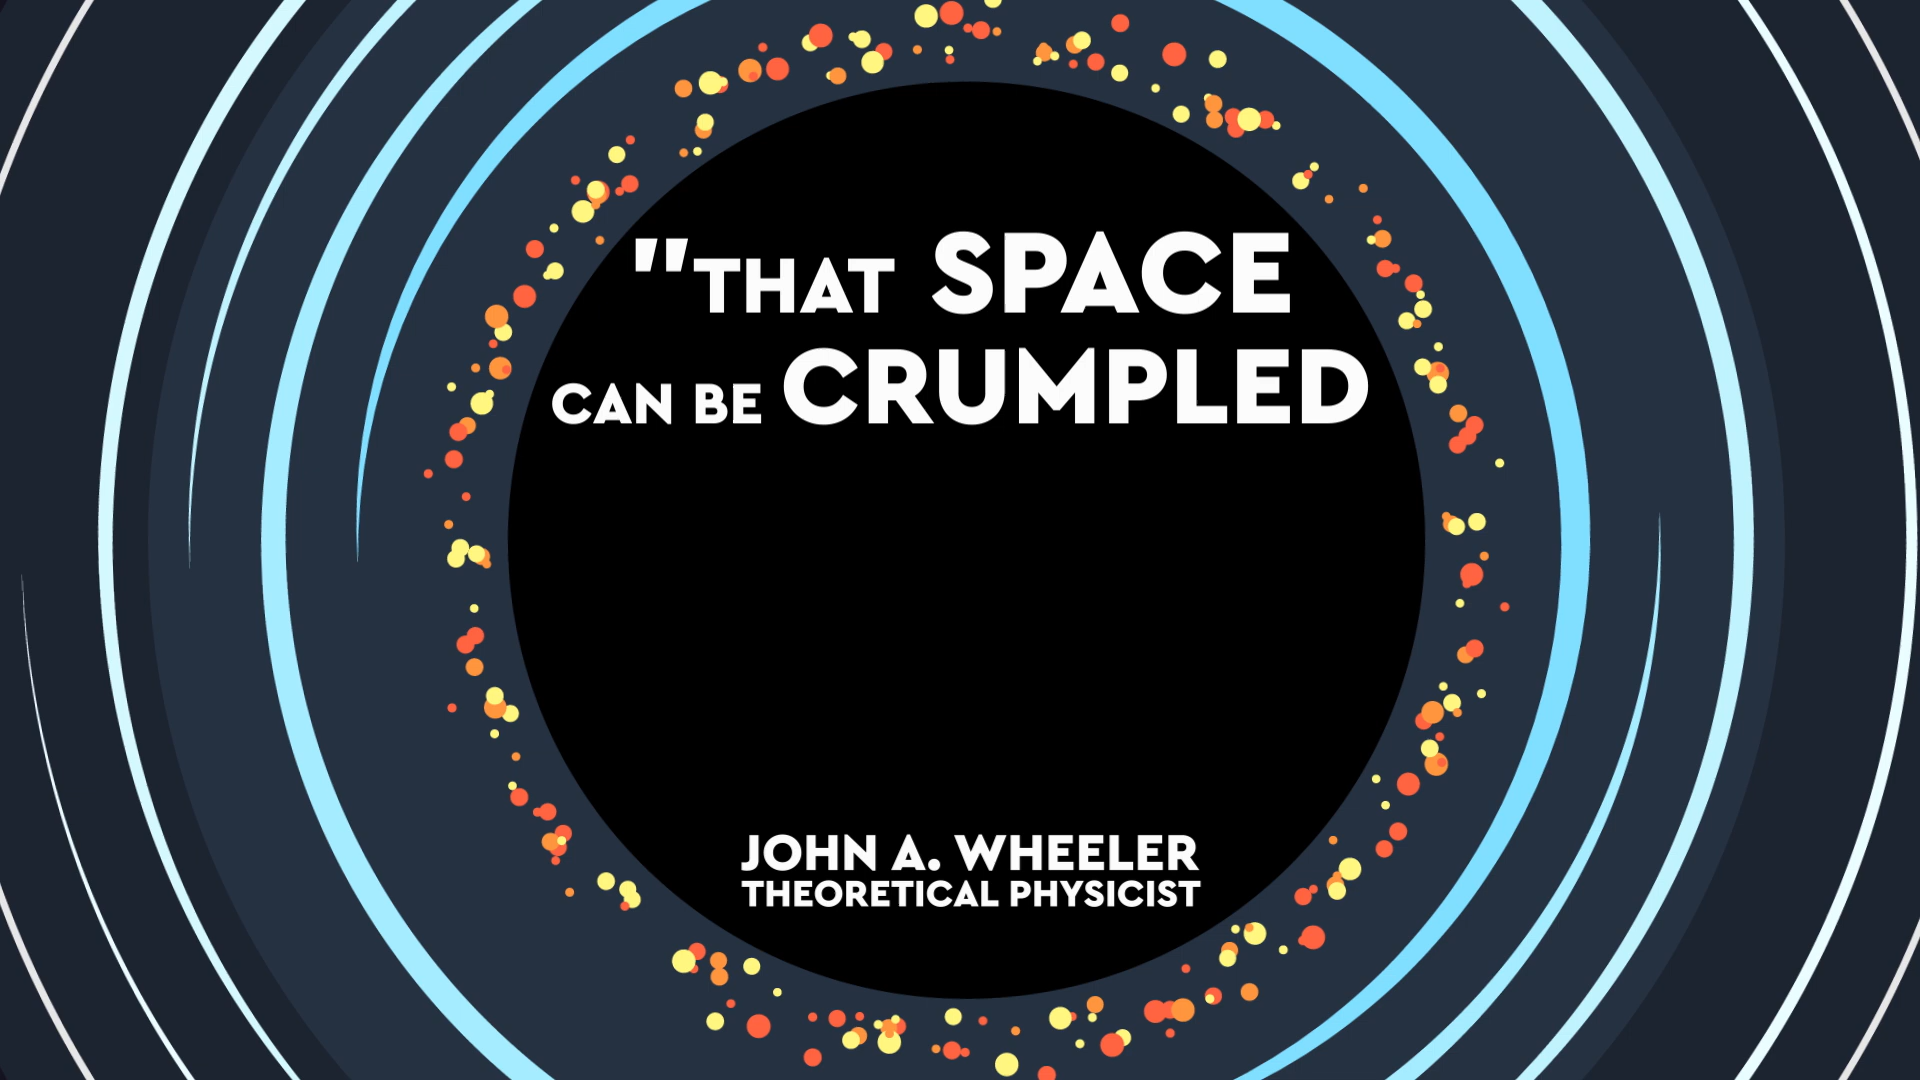 "THAT SPACE
CAN BE CRUMPLED
JOHN A. WHEELER
THEORETICAL PHYSICIST